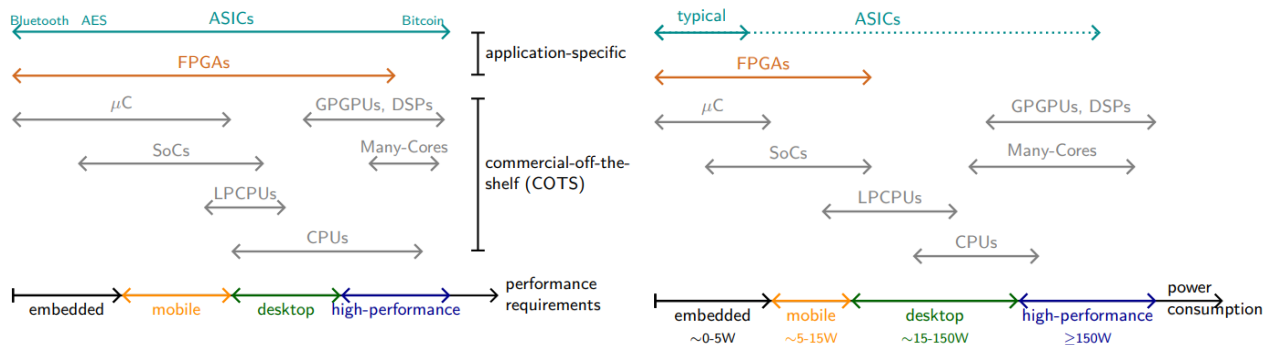 Bluetooth AES ASICs Bitcoin
FPGAs
application-specific
μC GPGPUs, DSPs
SoCs Many-Cores
commercial-off-the-
shelf (COTS)
LPCPUs
CPUs
embedded mobile desktop high-performance
performance
requirements
typical ASICs
FPGAs
μC GPGPUs, DSPs
SoCs Many-Cores
LPCPUs
CPUs
power
consumption
embedded mobile desktop high-performance
~0-5W ~5-15W ~15-150W ≥150W